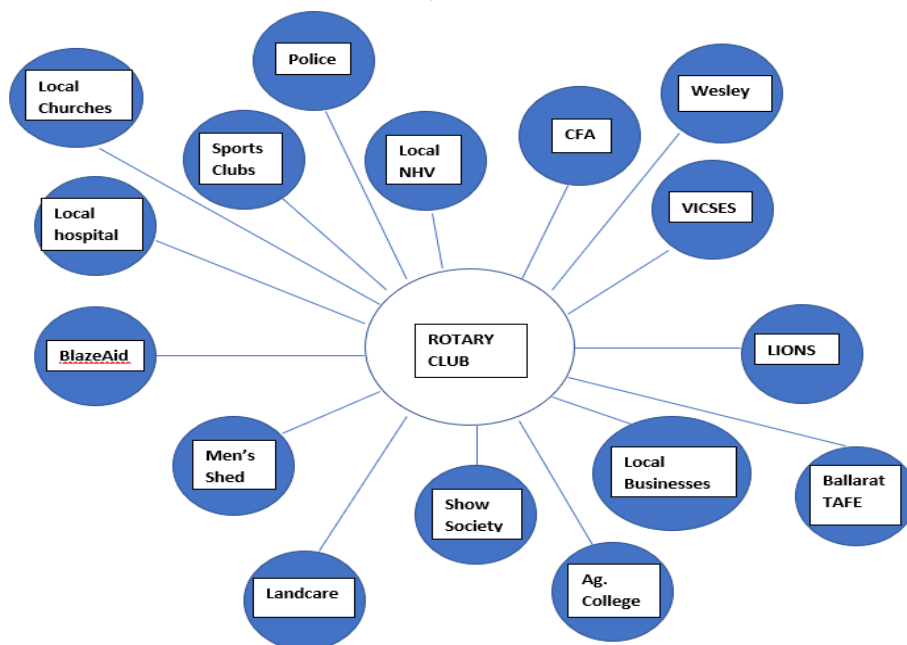 Police
Local
Churches
Wesley
Sports
Clubs
Local
NHV
CFA
Local
hospital
VICSES
BlazeAid
ROTARY
CLUB
LIONS
Men's
Shed
Local
Businesses
Ballarat
TAFE
Show
Society
Landcare
Ag.
College